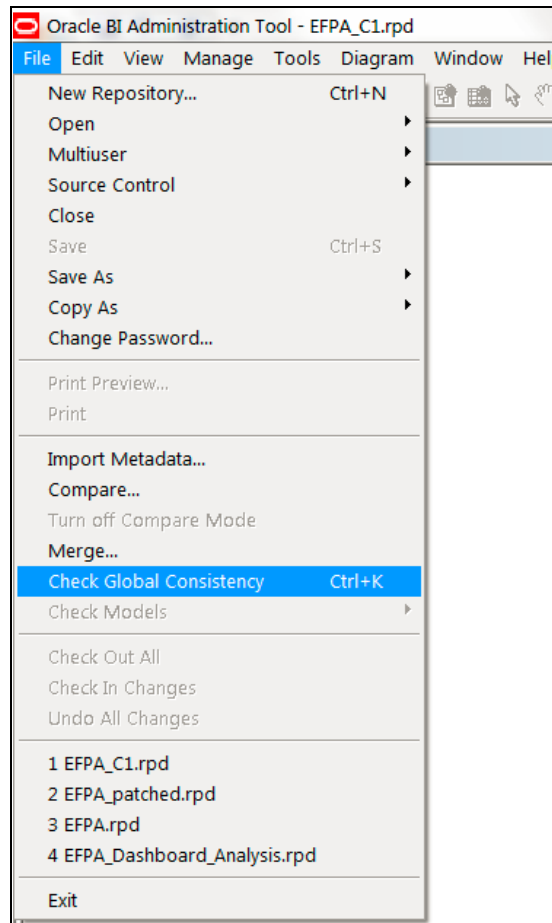 Oracle BI Administration Tool - EFPA_C1.rpd
File Edit View Manage Tools Diagram Window Hel
New Repository... Ctrl+N
Open
Multiuser
Source Control
Close
Save Ctrl+S
Save As
Copy As
Change Password...
Print Preview...
Print
Import Metadata...
Compare...
Turn off Compare Mode
Merge...
Check Global Consistency Ctrl+K
Check Models
Check Out All
Check In Changes
Undo All Changes
1 EFPA_C1.rpd
2 EFPA_patched.rpd
3 EFPA.rpd
4 EFPA_Dashboard_Analysis.rpd
Exit